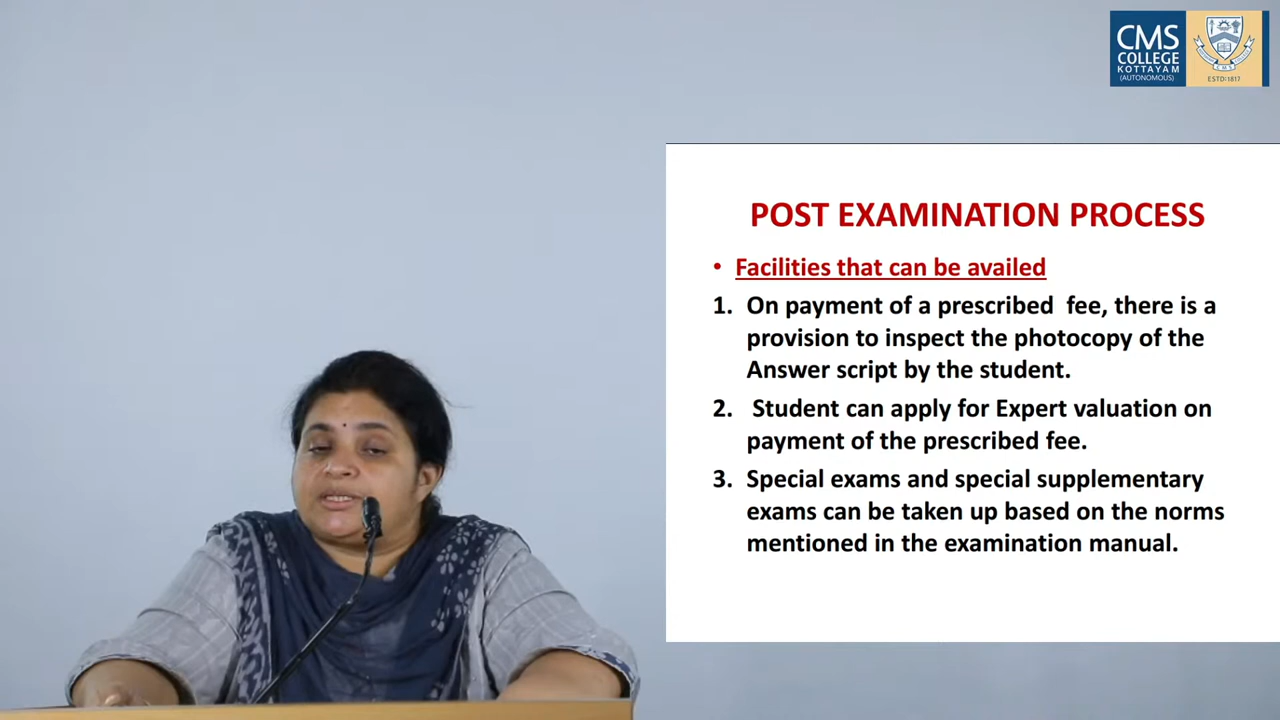 CMS
COLLEGE
KOTTAYAM
(AUTONOMOUS)
ESTD:1817
POST EXAMINATION PROCESS
• Facilities that can be availed
1. On payment of a prescribed fee, there is a
provision to inspect the photocopy of the
Answer script by the student.
2. Student can apply for Expert valuation on
payment of the prescribed fee.
3. Special exams and special supplementary
exams can be taken up based on the norms
mentioned in the examination manual.